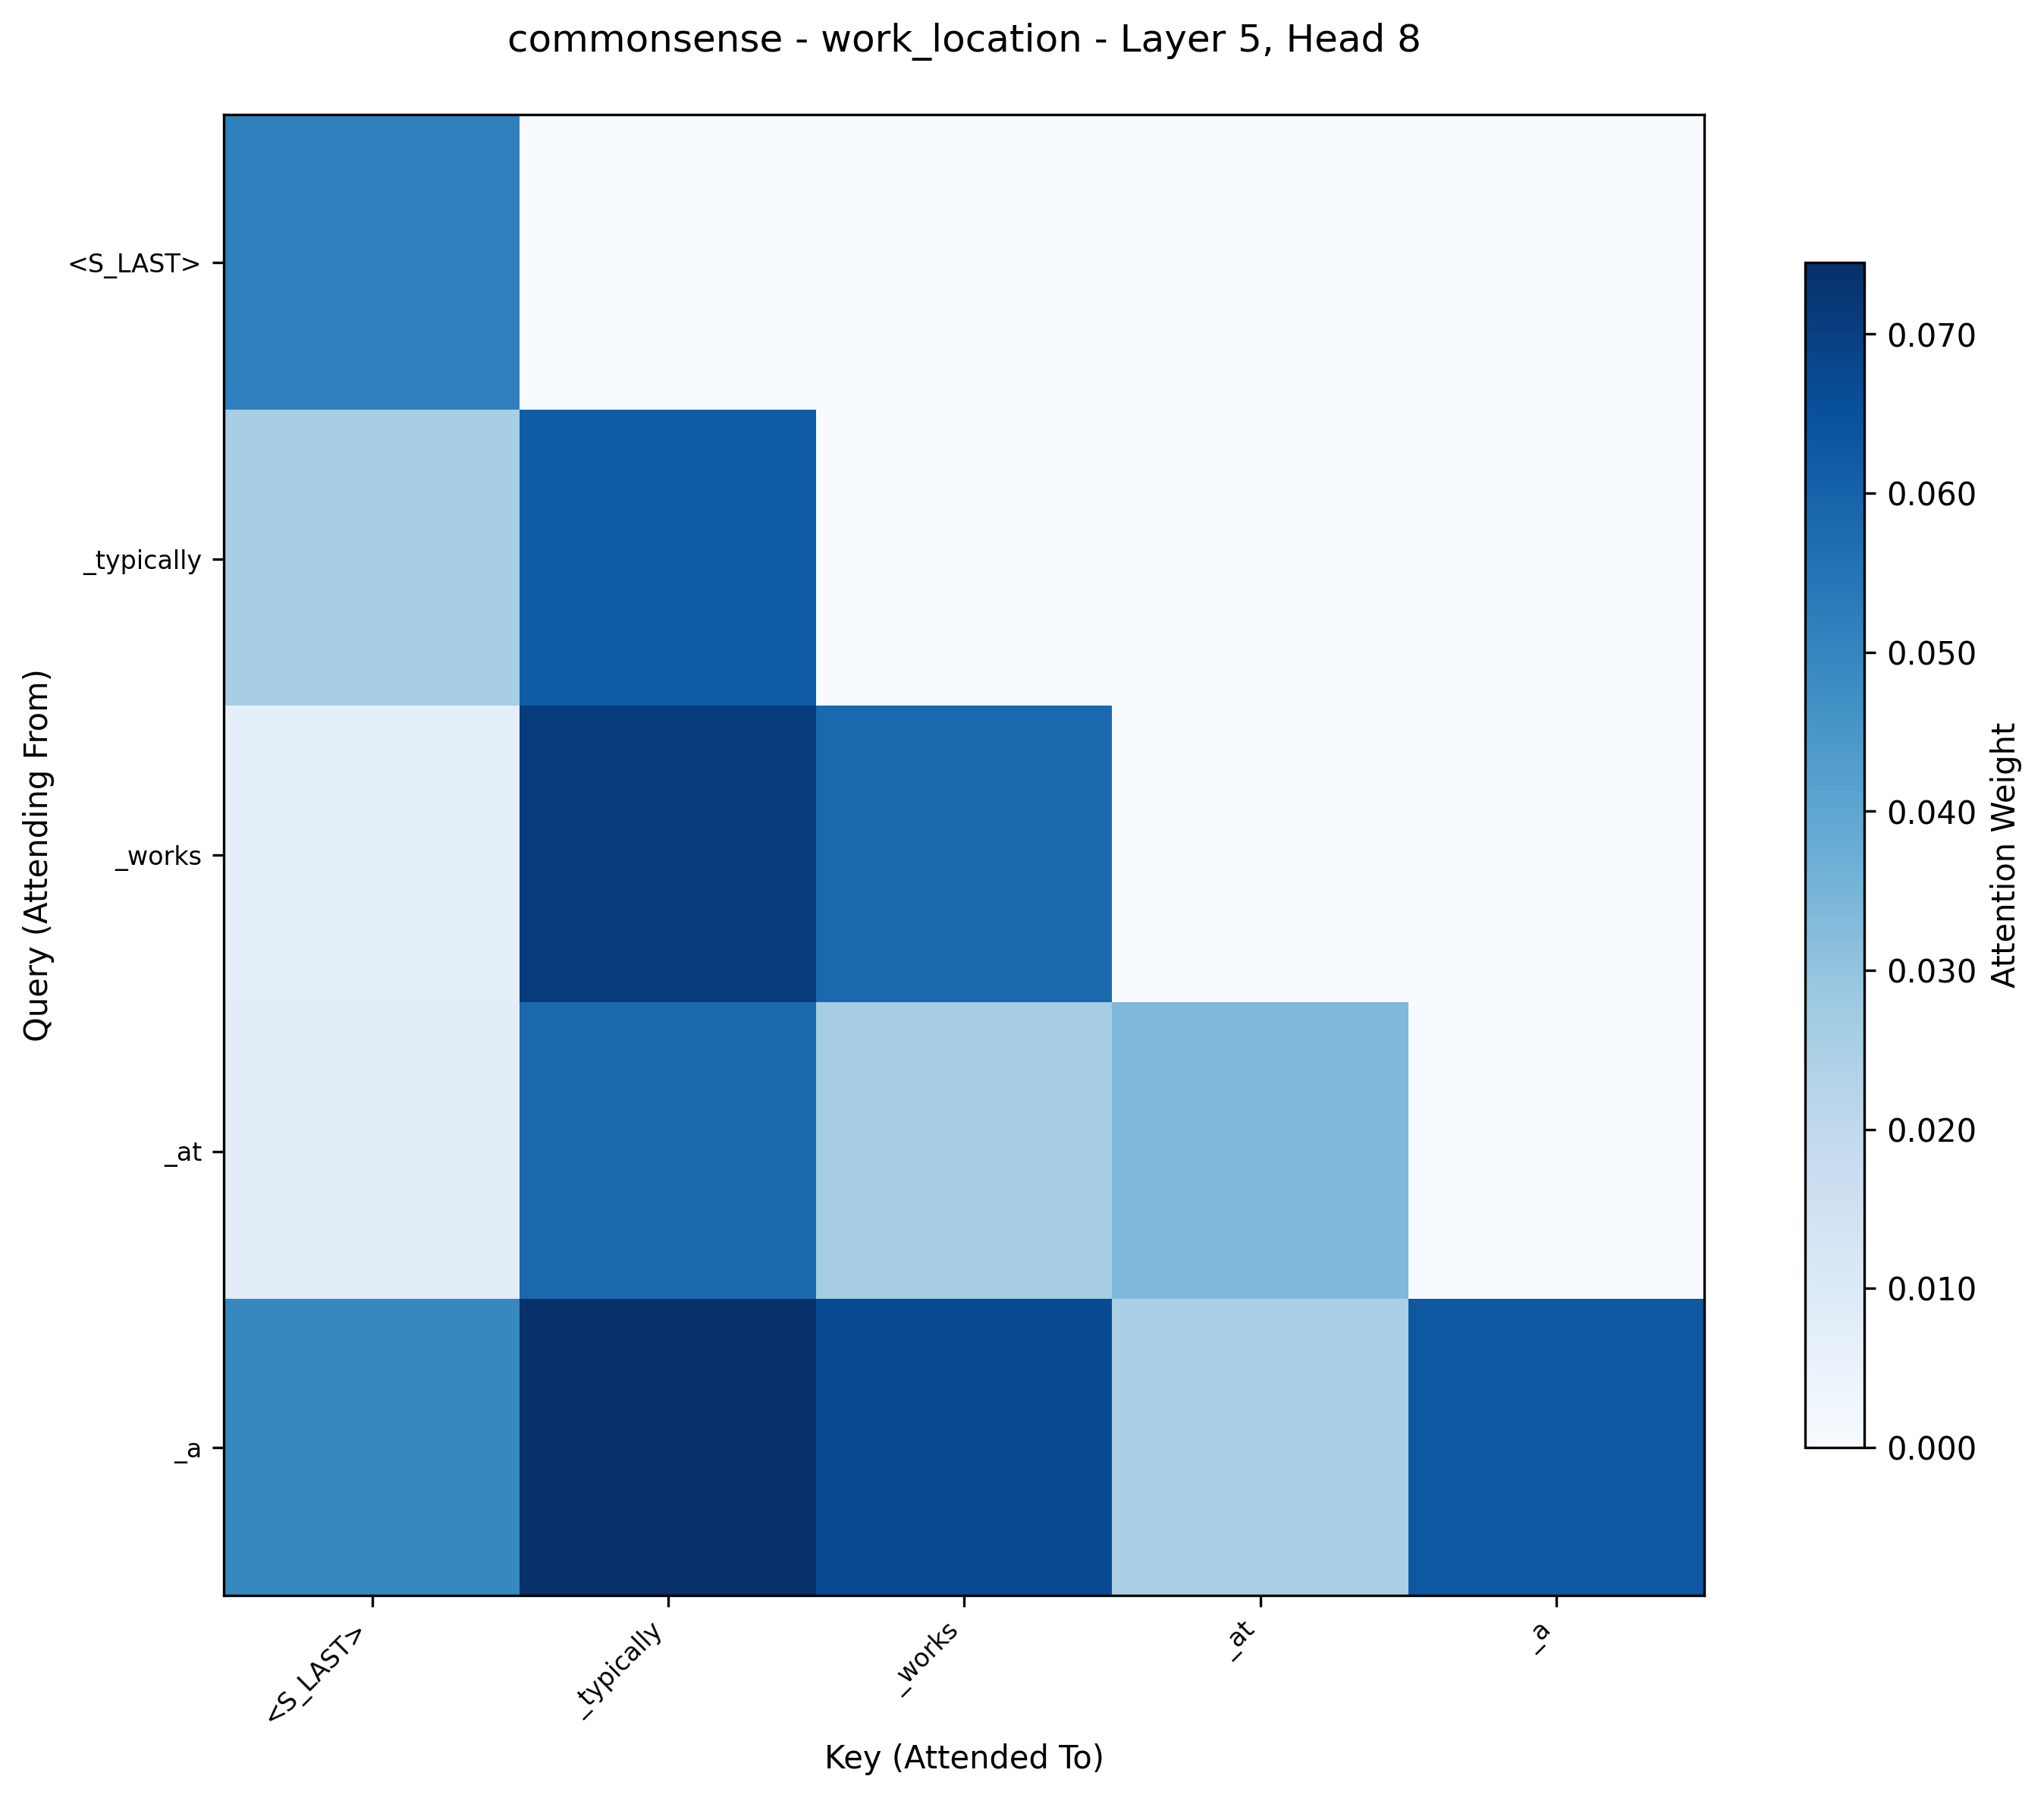 commonsense - work_location - Layer 5, Head 8
<S_LAST>
_typically
_works
_at
_a
Query (Attending From)
<S_LAST>
_typically
_works
_at
_a
Key (Attended To)
0.070
0.060
0.050
0.040
0.030
0.020
0.010
0.000
Attention Weight